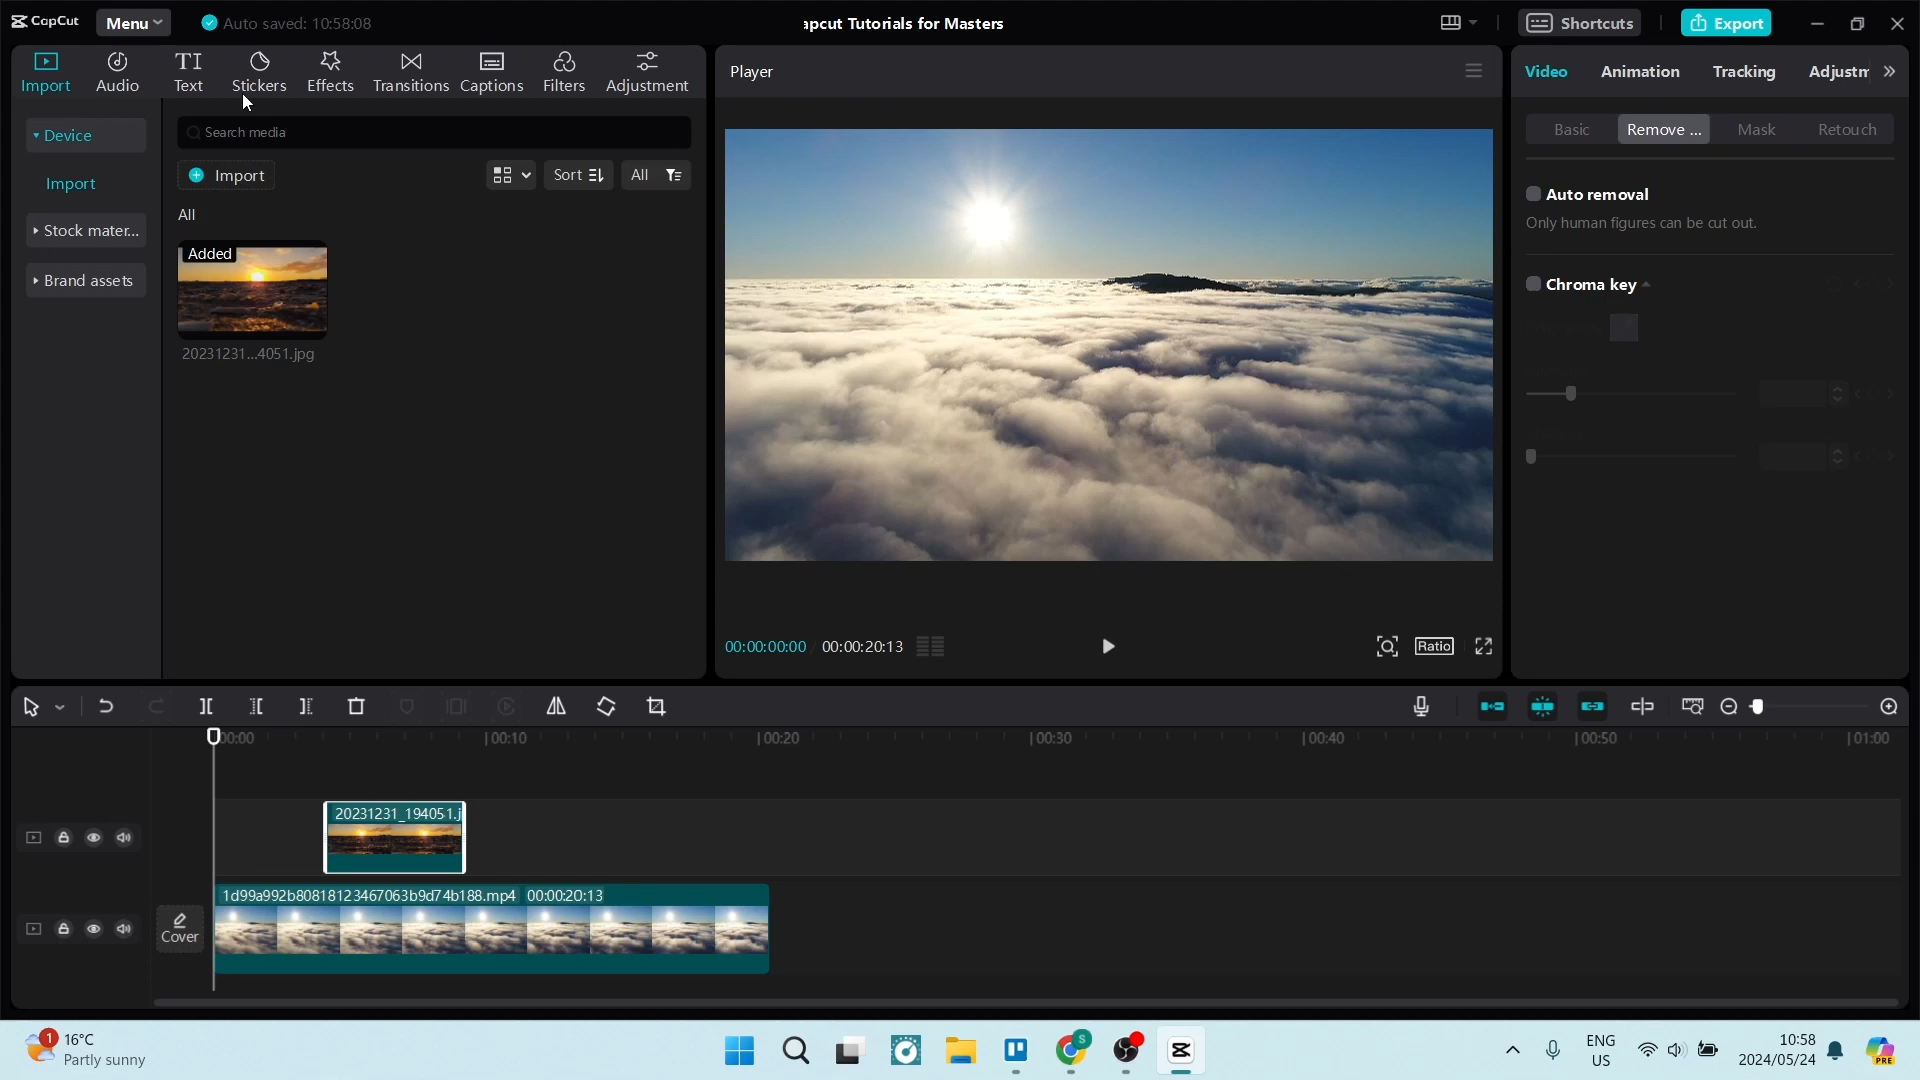 CapCut
Menu
Auto saved: 10:58:08
apcut Tutorials for Masters
Shortcuts
Export
Import
Audio
TI
Text
Stickers
Effects
Transitions
Captions
Filters
Adjustment
Player
Video
Animation
Tracking
Adjustm
Device
Import
Stock mater...
Brand assets
Search media
Import
Sort
All
All
Added
20231231...4051.jpg
Basic
Remove ...
Mask
Retouch
Auto removal
Only human figures can be cut out.
Chroma key
00:00:00:00 / 00:00:20:13
Ratio
00:00
00:10
00:20
00:30
00:40
00:50
01:00
20231231_194051.j
1d99a992b80818123467063b9d74b188.mp4 00:00:20:13
Cover
1
16°C
Partly sunny
S
ENG
US
10:58
2024/05/24
PRE